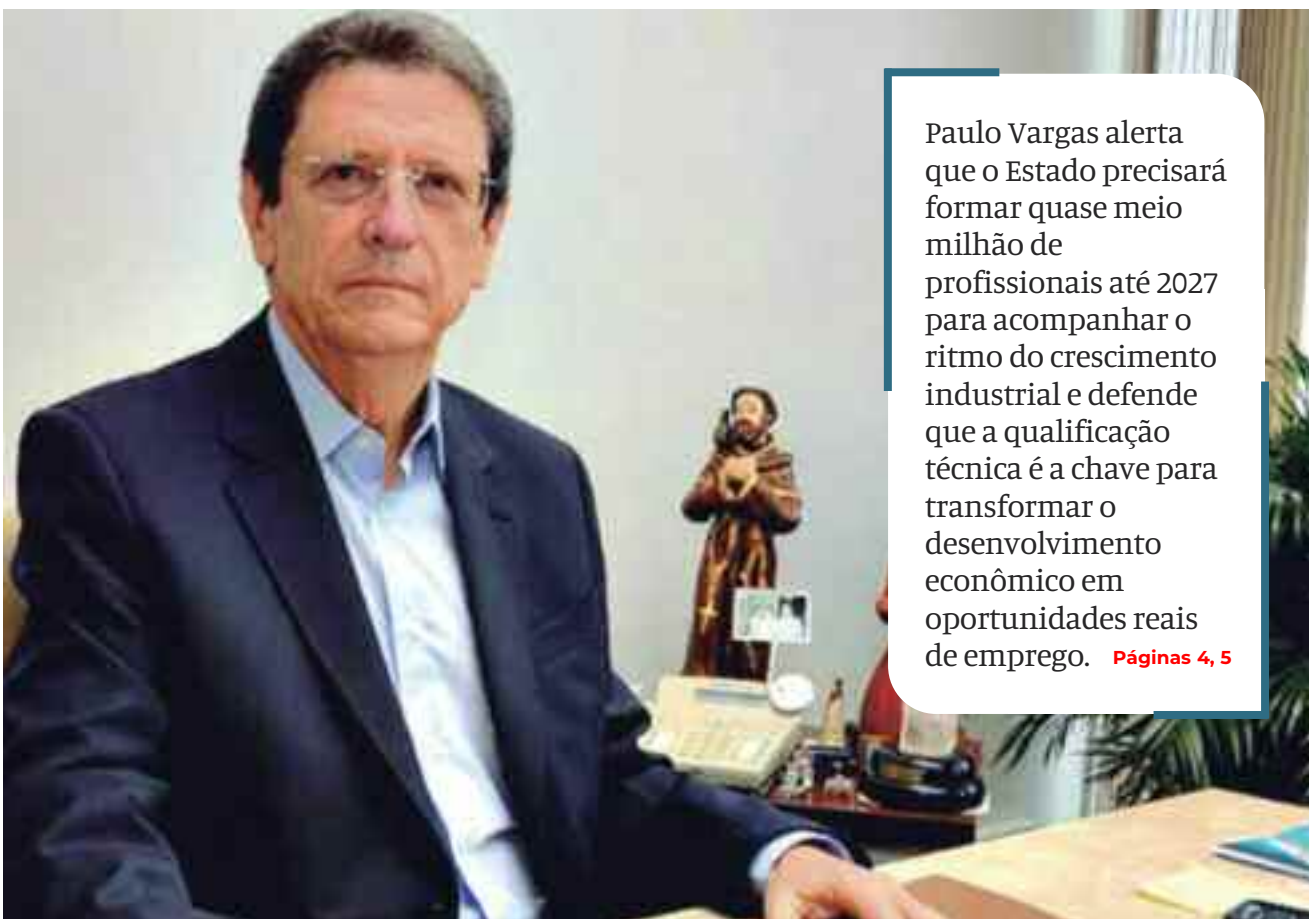 Paulo Vargas alerta
que o Estado precisará
formar quase meio
milhão de
profissionais até 2027
para acompanhar o
ritmo do crescimento
industrial e defende
que a qualificação
técnica é a chave para
transformar o
desenvolvimento
econômico em
oportunidades reais
de emprego. Páginas 4, 5